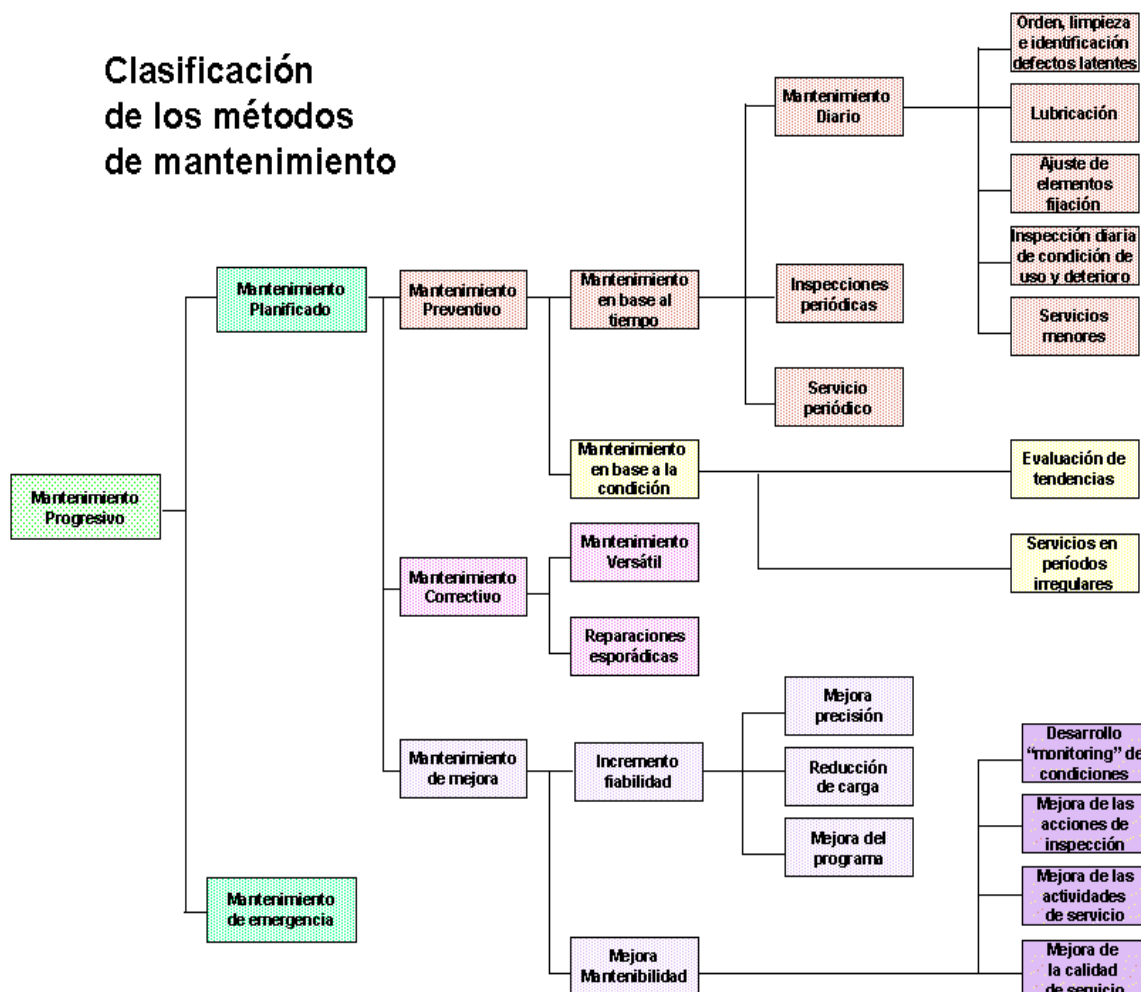 Clasificación
de los métodos
de mantenimiento
Orden, limpieza
e identificación
defectos latentes
Mantenimiento
Diario
Lubricación
Ajuste de
elementos
fijación
Inspección diaria
de condición de
uso y deterioro
Mantenimiento
Planificado
Mantenimiento
Preventivo
Mantenimiento
en base al
tiempo
Inspecciones
periódicas
Servicios
menores
Servicio
periódico
Mantenimiento
en base a la
condición
Evaluación de
tendencias
Mantenimiento
Progresivo
Servicios en
períodos
irregulares
Mantenimiento
Versátil
Mantenimiento
Correctivo
Reparaciones
esporádicas
Mejora
precisión
Mantenimiento
de mejora
Incremento
fiabilidad
Reducción
de carga
Mejora del
programa
Desarrollo
“monitoring” de
condiciones
Mejora de las
acciones de
inspección
Mejora de las
actividades
de servicio
Mantenimiento
de emergencia
Mejora
Mantenibilidad
Mejora de
la calidad
de servicio